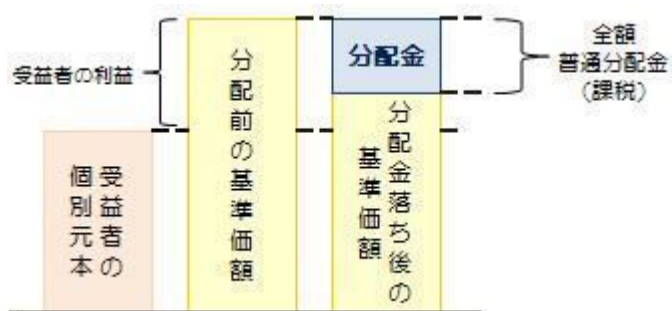 受益者の利益
受益者の
個別元本
分配前の基準価額
分配金
分配金落ち後の
基準価額
全額
普通分配金
(課税)